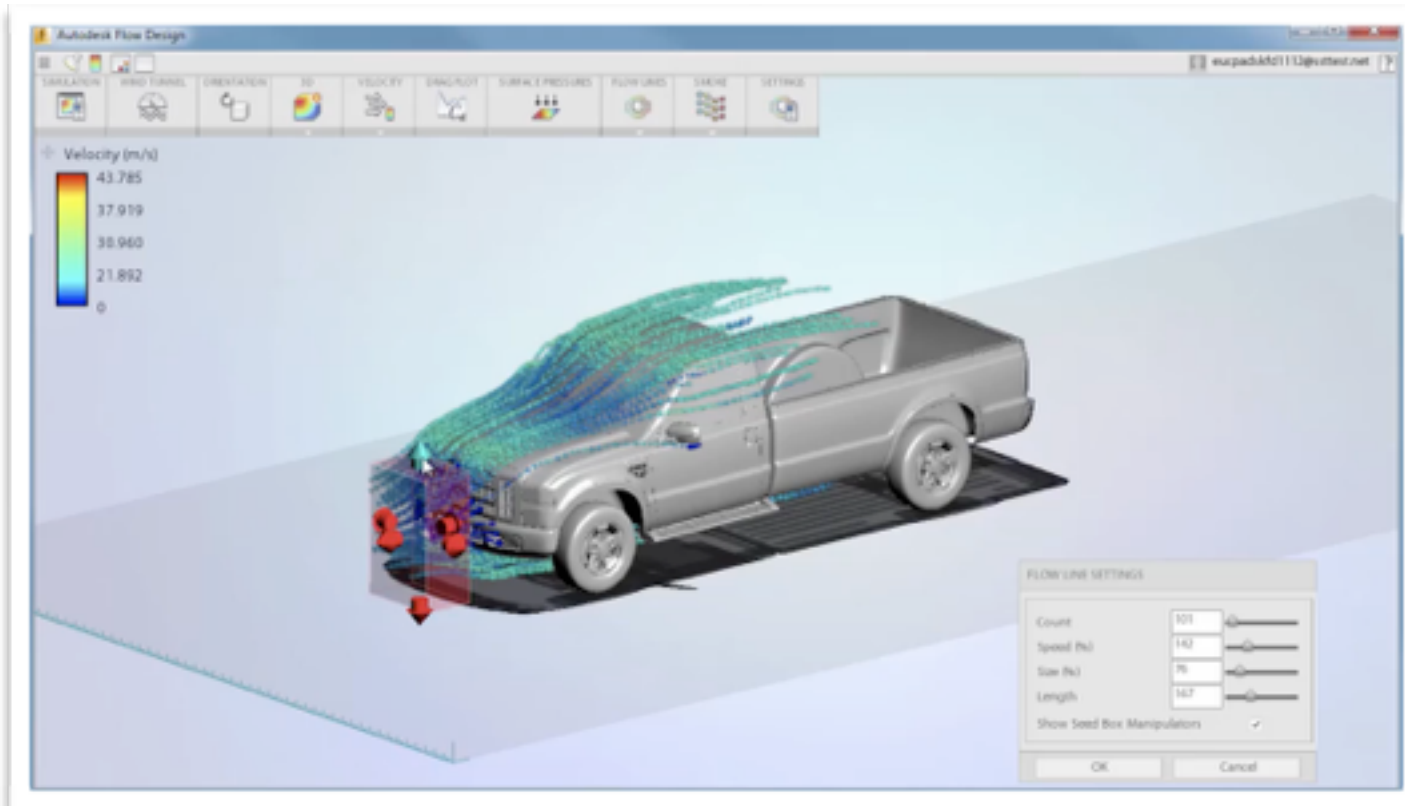 Autodesk Flow Design
SIMULATION WIND TUNNEL ORIENTATION 3D VELOCITY DRAG PLOT SURFACE PRESSURES FLOW LINES SMOKE SETTINGS
Velocity (m/s)
43.785
37.919
30.960
21.892
0
FLOW LINE SETTINGS
Count 101
Speed (%) 142
Size (%) 76
Length 167
Show Seed Box Manipulators
OK Cancel